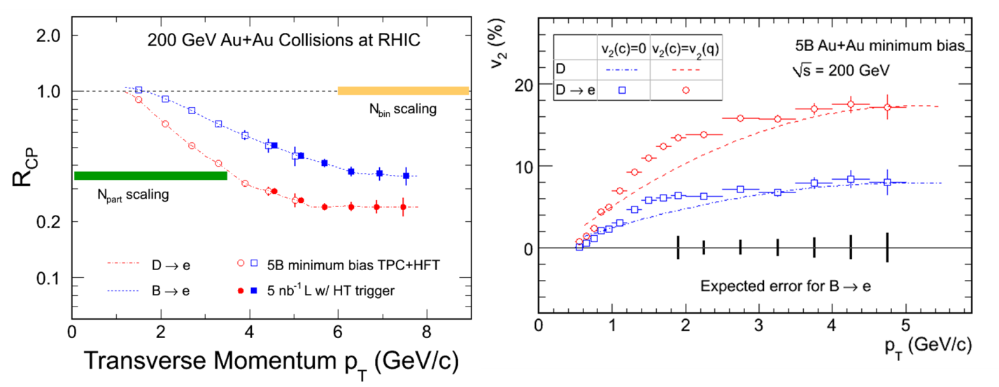 200 GeV Au+Au Collisions at RHIC
2.0
1.0
0.2
0.1
R_CP
N_bin scaling
N_part scaling
D → e
B → e
5B minimum bias TPC+HFT
5 nb^-1 L w/ HT trigger
0 2 4 6 8
Transverse Momentum p_T (GeV/c)
v_2 (%)
20
10
0
v_2(c)=0 v_2(c)=v_2(q)
D
D → e
5B Au+Au minimum bias
√s = 200 GeV
Expected error for B → e
0 1 2 3 4 5
p_T (GeV/c)